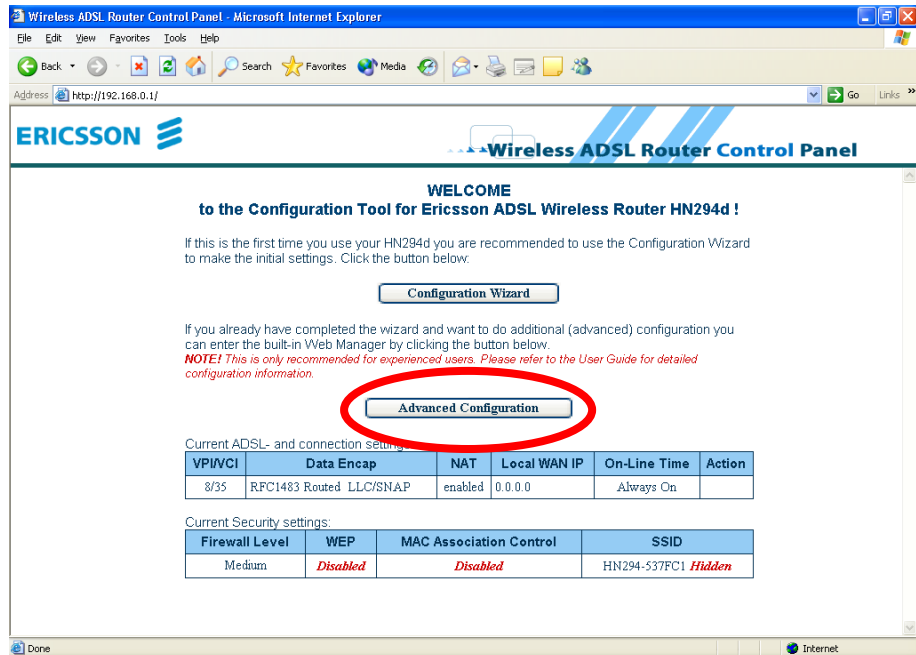 Wireless ADSL Router Control Panel - Microsoft Internet Explorer
File Edit View Favorites Tools Help
Back Search Favorites Media
Address http://192.168.0.1/ Go Links »
ERICSSON
Wireless ADSL Router Control Panel
WELCOME
to the Configuration Tool for Ericsson ADSL Wireless Router HN294d !
If this is the first time you use your HN294d you are recommended to use the Configuration Wizard
to make the initial settings. Click the button below:
Configuration Wizard
If you already have completed the wizard and want to do additional (advanced) configuration you
can enter the built-in Web Manager by clicking the button below.
NOTE! This is only recommended for experienced users. Please refer to the User Guide for detailed
configuration information.
Advanced Configuration
Current ADSL- and connection settings
VPI/VCI Data Encap NAT Local WAN IP On-Line Time Action
8/35 RFC1483 Routed LLC/SNAP enabled 0.0.0.0 Always On
Current Security settings:
Firewall Level WEP MAC Association Control SSID
Medium Disabled Disabled HN294-537FC1 Hidden
Done Internet